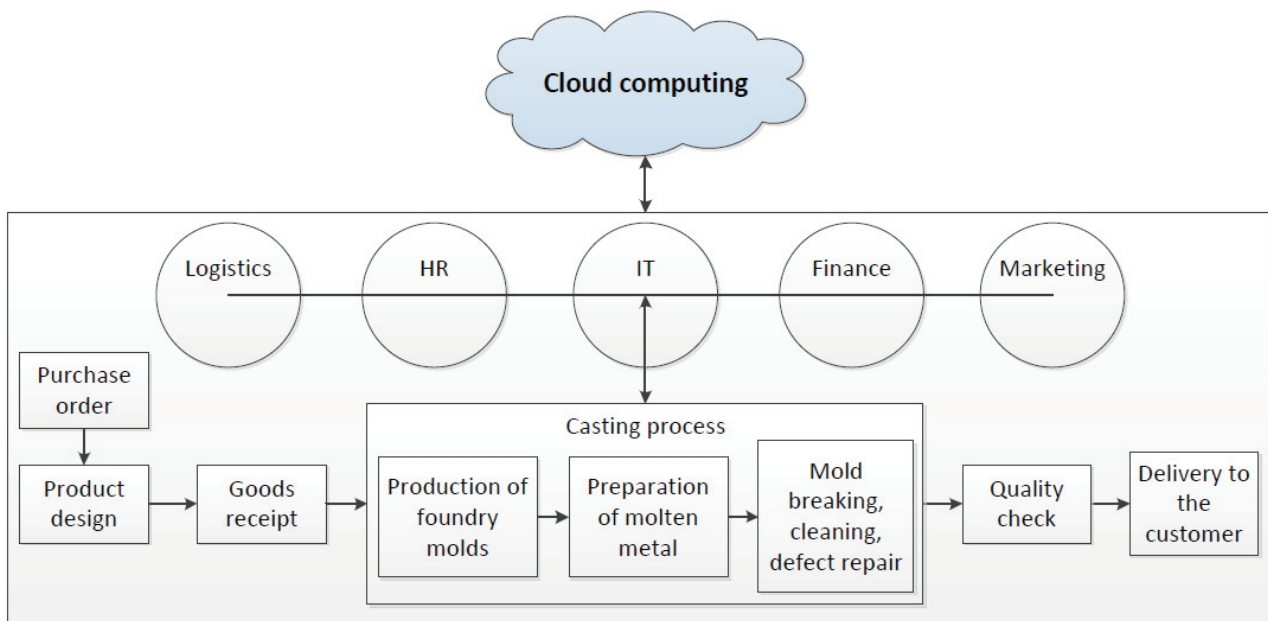 Cloud computing
Logistics
HR
IT
Finance
Marketing
Purchase
order
Product
design
Goods
receipt
Casting process
Production of
foundry
molds
Preparation
of molten
metal
Mold
breaking,
cleaning,
defect repair
Quality
check
Delivery to
the
customer